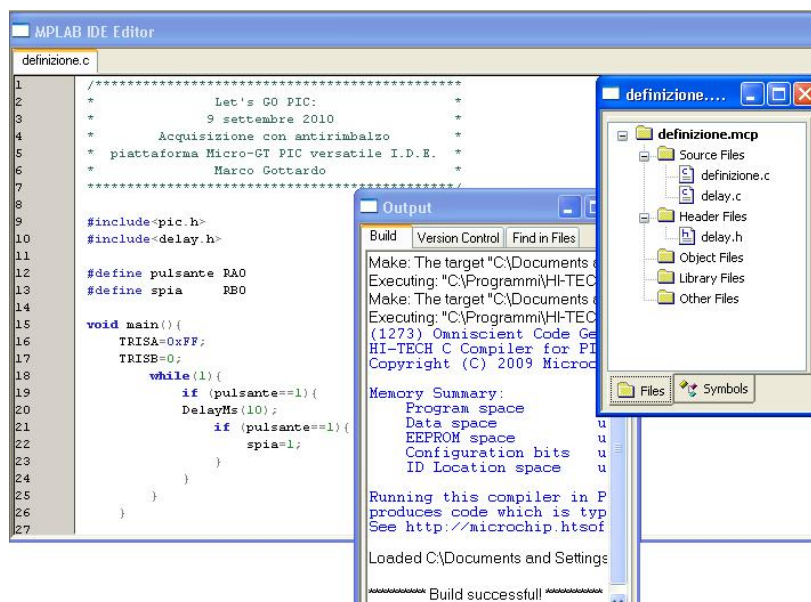 MPLAB IDE Editor
definizione.c
1 /*********************************************
2 * Let's GO PIC: *
3 * 9 settembre 2010 *
4 * Acquisizione con antirimbalzo *
5 * piattaforma Micro-GT PIC versatile I.D.E. *
6 * Marco Gottardo *
7 *********************************************/
8
9 #include<pic.h>
10 #include<delay.h>
11
12 #define pulsante RA0
13 #define spia RB0
14
15 void main(){
16 TRISA=0xFF;
17 TRISB=0;
18 while(1){
19 if (pulsante==1){
20 DelayMs(10);
21 if (pulsante==1){
22 spia=1;
23 }
24 }
25 }
26 }
27
Output
Build Version Control Find in Files
Make: The target "C:\Documents
Executing: "C:\Programmi\HI-TEC
Make: The target "C:\Documents
Executing: "C:\Programmi\HI-TEC
(1273) Omniscient Code Ge
HI-TECH C Compiler for PI
Copyright (C) 2009 Microc
Memory Summary:
Program space
Data space u
EEPROM space u
Configuration bits u
ID Location space u
Running this compiler in P
produces code which is typ
See http://microchip.htsof
Loaded C:\Documents and Settings
********** Build successful! **********
definizione....
definizione.mcp
Source Files
definizione.c
delay.c
Header Files
delay.h
Object Files
Library Files
Other Files
Files Symbols